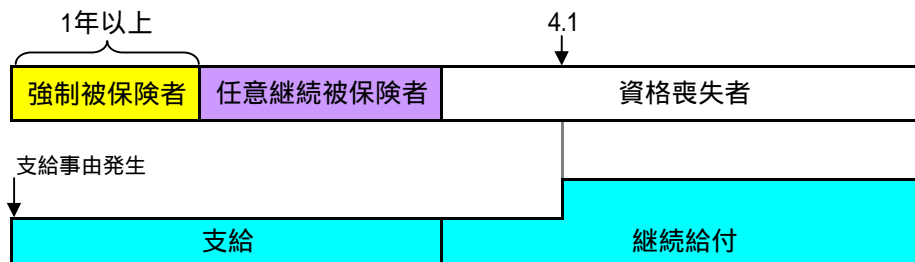 1年以上
4.1
強制被保険者
任意継続被保険者
資格喪失者
支給事由発生
支給
継続給付